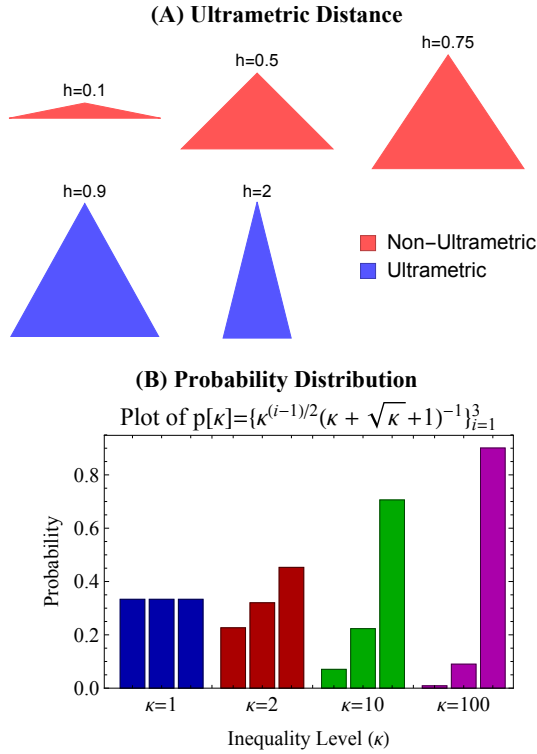 (A) Ultrametric Distance
h=0.1
h=0.5
h=0.75
h=0.9
h=2
Non-Ultrametric
Ultrametric
(B) Probability Distribution
Plot of p[κ]={κ^{(i−1)/2}(κ + √κ +1)^{−1}}_{i=1}^{3}
Probability
0.8
0.6
0.4
0.2
0.0
κ=1 κ=2 κ=10 κ=100
Inequality Level (κ)